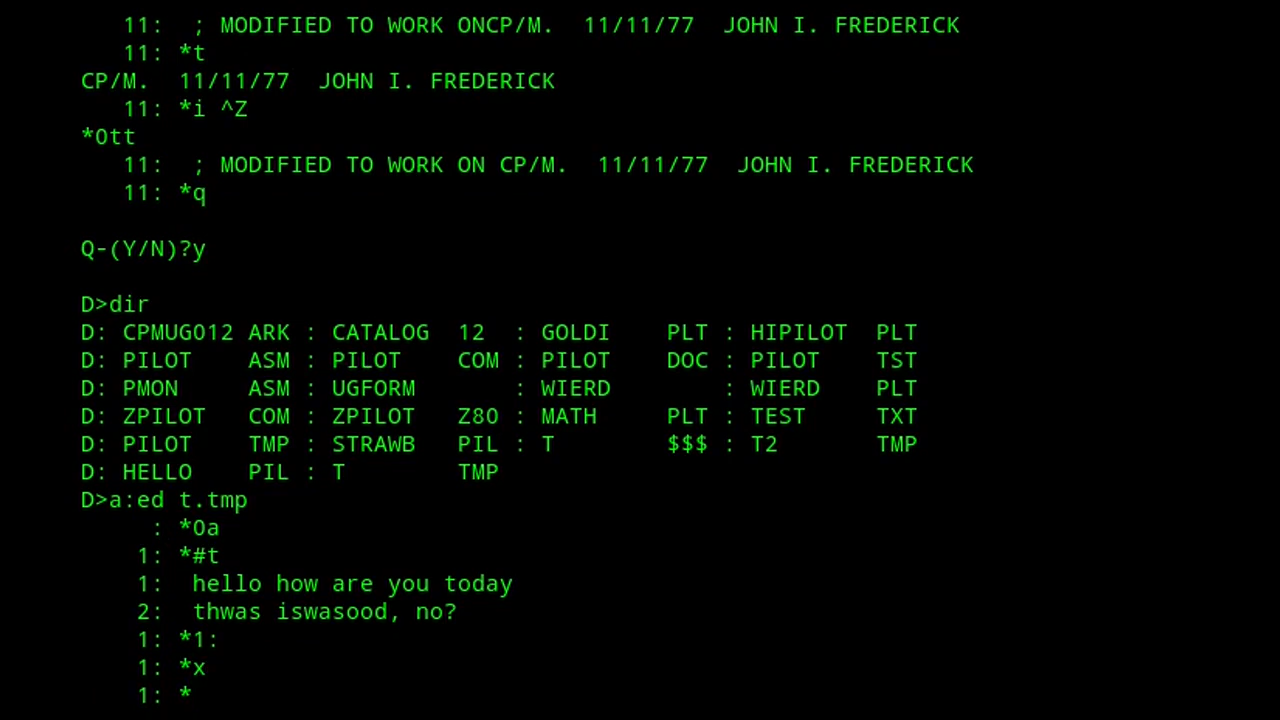 11:  ; MODIFIED TO WORK ONCP/M.  11/11/77  JOHN I. FREDERICK
11: *t
CP/M.  11/11/77  JOHN I. FREDERICK
11: *i ^Z
*0tt
11:  ; MODIFIED TO WORK ON CP/M.  11/11/77  JOHN I. FREDERICK
11: *q
Q-(Y/N)?y
D>dir
D: CPMUG012 ARK : CATALOG  12  : GOLDI    PLT : HIPILOT  PLT
D: PILOT    ASM : PILOT    COM : PILOT    DOC : PILOT    TST
D: PMON     ASM : UGFORM       : WIERD        : WIERD    PLT
D: ZPILOT   COM : ZPILOT   Z80 : MATH     PLT : TEST     TXT
D: PILOT    TMP : STRAWB   PIL : T        $$$ : T2       TMP
D: HELLO    PIL : T        TMP
D>a:ed t.tmp
: *0a
1: *#t
1:  hello how are you today
2:  thwas iswasood, no?
1: *1:
1: *x
1: *